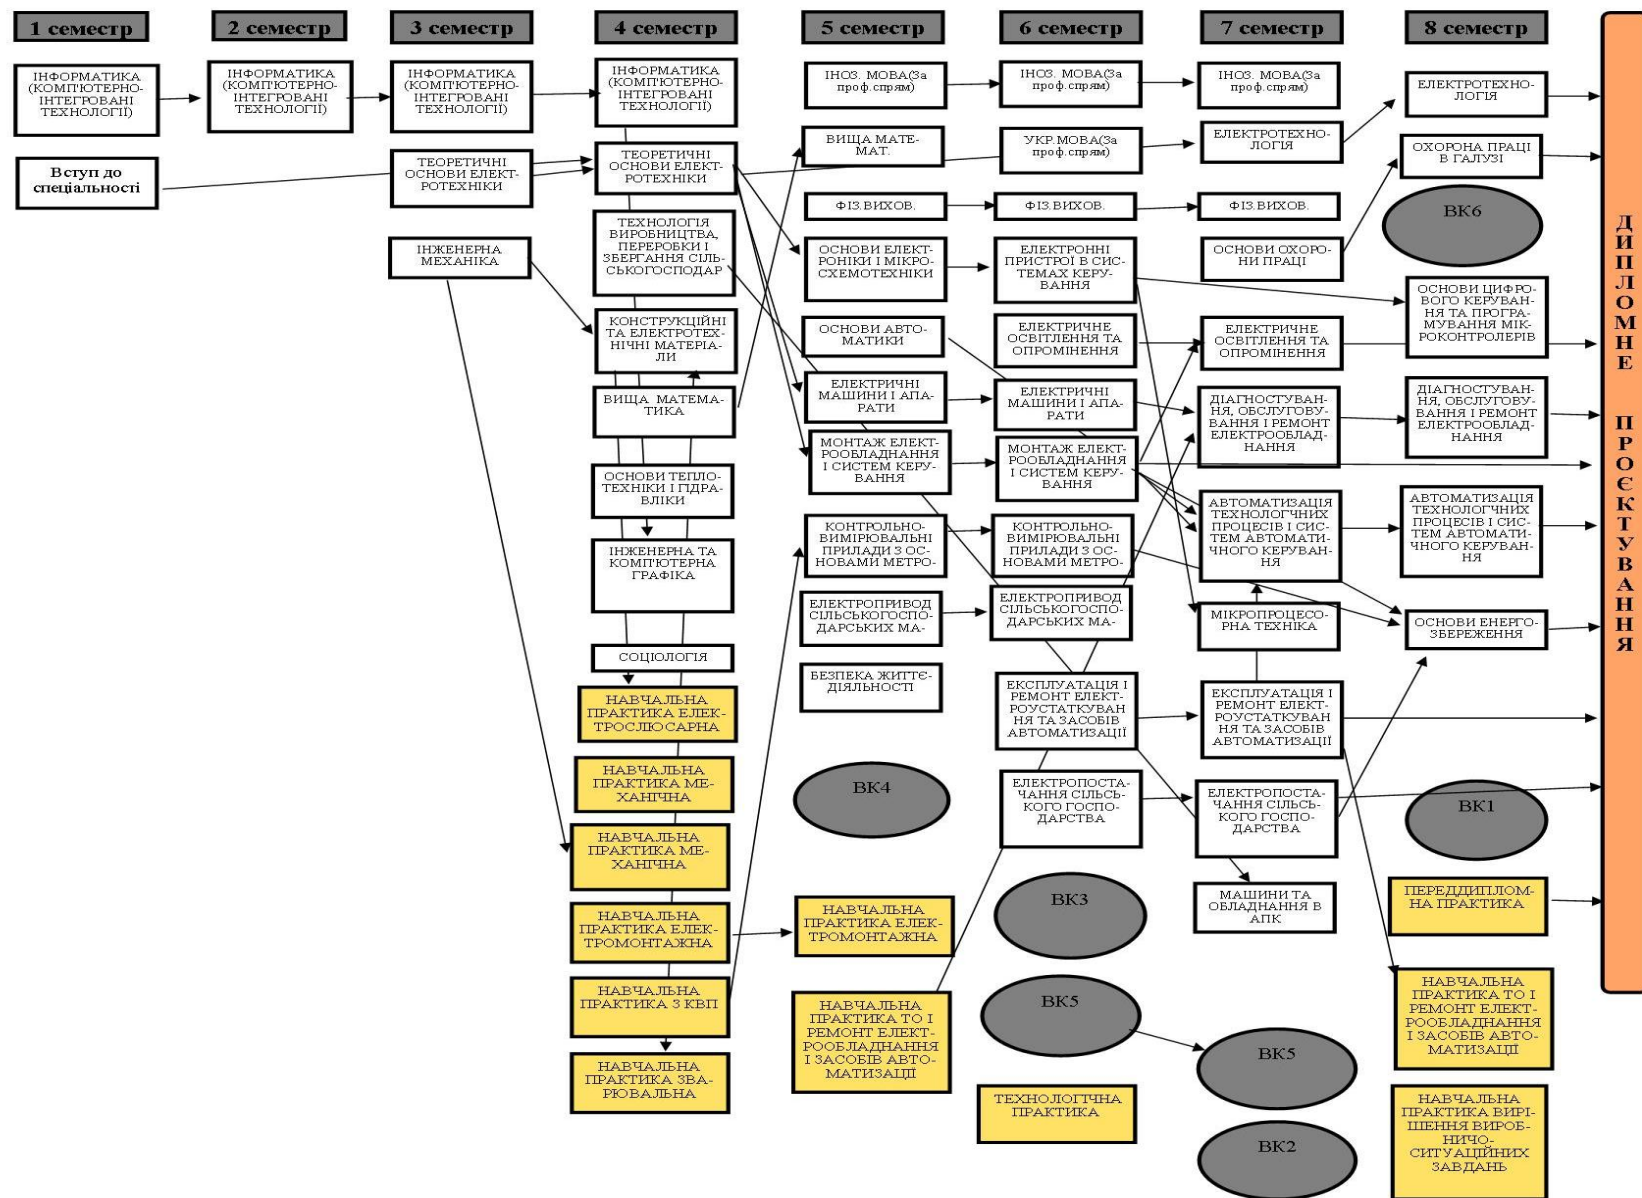 1 семестр
2 семестр
3 семестр
4 семестр
5 семестр
6 семестр
7 семестр
8 семестр
ІНФОРМАТИКА
(КОМП'ЮТЕРНО-
ІНТЕГРОВАНІ
ТЕХНОЛОГІЇ)
Вступ до
спеціальності
ІНФОРМАТИКА
(КОМП'ЮТЕРНО-
ІНТЕГРОВАНІ
ТЕХНОЛОГІЇ)
ІНФОРМАТИКА
(КОМП'ЮТЕРНО-
ІНТЕГРОВАНІ
ТЕХНОЛОГІЇ)
ТЕОРЕТИЧНІ
ОСНОВИ ЕЛЕКТ-
РОТЕХНІКИ
ІНЖЕНЕРНА
МЕХАНІКА
ІНФОРМАТИКА
(КОМП'ЮТЕРНО-
ІНТЕГРОВАНІ
ТЕХНОЛОГІЇ)
ТЕОРЕТИЧНІ
ОСНОВИ ЕЛЕКТ-
РОТЕХНІКИ
ТЕХНОЛОГІЯ
ВИРОБНИЦТВА,
ПЕРЕРОБКИ І
ЗБЕРГАННЯ СІЛЬ-
СЬКОГОСПОДАР
КОНСТРУКЦІЙНІ
ТА ЕЛЕКТРОТЕХ-
НІЧНІ МАТЕРІА-
ЛИ
ВИЩА МАТЕМА-
ТИКА
ОСНОВИ ТЕПЛО-
ТЕХНІКИ І ГІДРА-
ВЛІКИ
ІНЖЕНЕРНА ТА
КОМП'ЮТЕРНА
ГРАФІКА
СОЦІОЛОГІЯ
НАВЧАЛЬНА
ПРАКТИКА ЕЛЕК-
ТРОСЛЮСАРНА
НАВЧАЛЬНА
ПРАКТИКА МЕ-
ХАНІЧНА
НАВЧАЛЬНА
ПРАКТИКА МЕ-
ХАНІЧНА
НАВЧАЛЬНА
ПРАКТИКА ЕЛЕК-
ТРОМОНТАЖНА
НАВЧАЛЬНА
ПРАКТИКА З КВП
НАВЧАЛЬНА
ПРАКТИКА ЗВА-
РЮВАЛЬНА
ІНОЗ. МОВА(За
проф.спрям)
ВИЩА МАТЕ-
МАТ.
ФІЗ.ВИХОВ.
ОСНОВИ ЕЛЕКТ-
РОНІКИ І МІКРО-
СХЕМОТЕХНІКИ
ОСНОВИ АВТО-
МАТИКИ
ЕЛЕКТРИЧНІ
МАШИНИ І АПА-
РАТИ
МОНТАЖ ЕЛЕКТ-
РООБЛАДНАННЯ
І СИСТЕМ КЕРУ-
ВАННЯ
КОНТРОЛЬНО-
ВИМІРЮВАЛЬНІ
ПРИЛАДИ З ОС-
НОВАМИ МЕТРО-
ЕЛЕКТРОПРИВОД
СІЛЬСЬКОГОСПО-
ДАРСЬКИХ МА-
БЕЗПЕКА ЖИТТЄ-
ДІЯЛЬНОСТІ
ВК4
НАВЧАЛЬНА
ПРАКТИКА ЕЛЕК-
ТРОМОНТАЖНА
НАВЧАЛЬНА
ПРАКТИКА ТО І
РЕМОНТ ЕЛЕКТ-
РООБЛАДНАННЯ
І ЗАСОБІВ АВТО-
МАТИЗАЦІЇ
ІНОЗ. МОВА(За
проф.спрям)
УКР.МОВА(За
проф.спрям)
ФІЗ.ВИХОВ.
ЕЛЕКТРОННІ
ПРИСТРОЇ В СИС-
ТЕМАХ КЕРУ-
ВАННЯ
ЕЛЕКТРИЧНЕ
ОСВІТЛЕННЯ ТА
ОПРОМІНЕННЯ
ЕЛЕКТРИЧНІ
МАШИНИ І АПА-
РАТИ
МОНТАЖ ЕЛЕКТ-
РООБЛАДНАННЯ
І СИСТЕМ КЕРУ-
ВАННЯ
КОНТРОЛЬНО-
ВИМІРЮВАЛЬНІ
ПРИЛАДИ З ОС-
НОВАМИ МЕТРО-
ЕЛЕКТРОПРИВОД
СІЛЬСЬКОГОСПО-
ДАРСЬКИХ МА-
ЕКСПЛУАТАЦІЯ І
РЕМОНТ ЕЛЕКТ-
РОУСТАТКУВАН
НЯ ТА ЗАСОБІВ
АВТОМАТИЗАЦІЇ
ЕЛЕКТРОПОСТА-
ЧАННЯ СІЛЬСЬ-
КОГО ГОСПО-
ДАРСТВА
ВК3
ВК5
ТЕХНОЛОГІЧНА
ПРАКТИКА
ІНОЗ. МОВА(За
проф.спрям)
ЕЛЕКТРОТЕХНО-
ЛОГІЯ
ФІЗ.ВИХОВ.
ОСНОВИ ОХОРО-
НИ ПРАЦІ
ЕЛЕКТРИЧНЕ
ОСВІТЛЕННЯ ТА
ОПРОМІНЕННЯ
ДІАГНОСТУВАН-
НЯ, ОБСЛУГОВУ-
ВАННЯ І РЕМОНТ
ЕЛЕКТРООБЛАД-
НАННЯ
АВТОМАТИЗАЦІЯ
ТЕХНОЛОГЧНИХ
ПРОЦЕСІВ І СИС-
ТЕМ АВТОМАТИ-
ЧНОГО КЕРУВАН-
НЯ
МІКРОПРОЦЕСО-
РНА ТЕХНІКА
ЕКСПЛУАТАЦІЯ І
РЕМОНТ ЕЛЕКТ-
РОУСТАТКУВАН
НЯ ТА ЗАСОБІВ
АВТОМАТИЗАЦІЇ
ЕЛЕКТРОПОСТА-
ЧАННЯ СІЛЬСЬ-
КОГО ГОСПО-
ДАРСТВА
МАШИНИ ТА
ОБЛАДНАННЯ В
АПК
ВК5
ВК2
ЕЛЕКТРОТЕХНО-
ЛОГІЯ
ОХОРОНА ПРАЦІ
В ГАЛУЗІ
ВК6
ОСНОВИ ЦИФРО-
ВОГО КЕРУВАН-
НЯ ТА ПРОГРА-
МУВАННЯ МІК-
РОКОНТРОЛЕРІВ
ДІАГНОСТУВАН-
НЯ, ОБСЛУГОВУ-
ВАННЯ І РЕМОНТ
ЕЛЕКТРООБЛАД-
НАННЯ
АВТОМАТИЗАЦІЯ
ТЕХНОЛОГЧНИХ
ПРОЦЕСІВ І СИС-
ТЕМ АВТОМАТИ-
ЧНОГО КЕРУВАН-
НЯ
ОСНОВИ ЕНЕРГО-
ЗБЕРЕЖЕННЯ
ВК1
ПЕРЕДДИПЛОМ-
НА ПРАКТИКА
НАВЧАЛЬНА
ПРАКТИКА ТО І
РЕМОНТ ЕЛЕКТ-
РООБЛАДНАННЯ
І ЗАСОБІВ АВТО-
МАТИЗАЦІЇ
НАВЧАЛЬНА
ПРАКТИКА ВИРІ-
ШЕННЯ ВИРОБ-
НИЧО-
СИТУАЦІЙНИХ
ЗАВДАНЬ
ДИПЛОМНЕ ПРОЄКТУВАННЯ